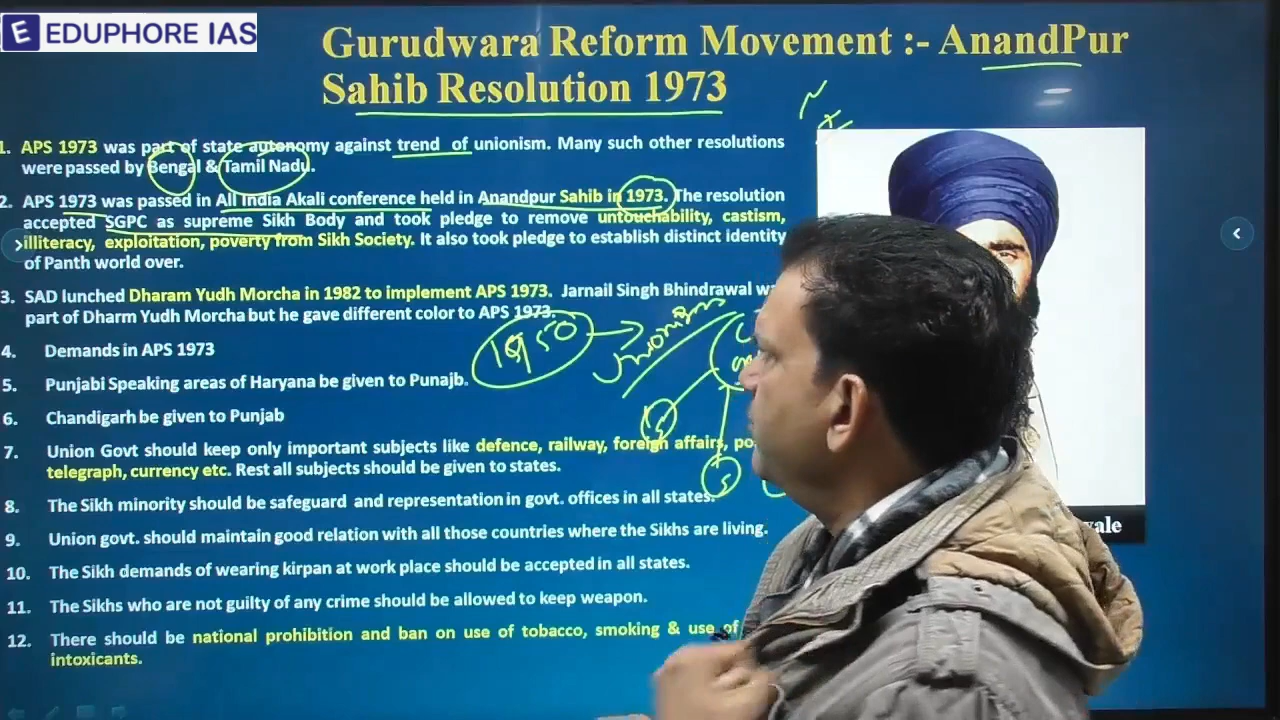 EDUPHORE IAS
Gurudwara Reform Movement :- AnandPur
Sahib Resolution 1973
1. APS 1973 was part of state autonomy against trend of unionism. Many such other resolutions
were passed by Bengal & Tamil Nadu.
2. APS 1973 was passed in All India Akali conference held in Anandpur Sahib in 1973. The resolution
accepted SGPC as supreme Sikh Body and took pledge to remove untouchability, castism,
illiteracy, exploitation, poverty from Sikh Society. It also took pledge to establish distinct identity
of Panth world over.
3. SAD lunched Dharam Yudh Morcha in 1982 to implement APS 1973. Jarnail Singh Bhindrawal
part of Dharm Yudh Morcha but he gave different color to APS 1973.
1950
4. Demands in APS 1973
5. Punjabi Speaking areas of Haryana be given to Punajb.
6. Chandigarh be given to Punjab
7. Union Govt should keep only important subjects like defence, railway, foreign affairs,
telegraph, currency etc. Rest all subjects should be given to states.
S
8. The Sikh minority should be safeguard and representation in govt. offices in all states.
9. Union govt. should maintain good relation with all those countries where the Sikhs are living.
10. The Sikh demands of wearing kirpan at work place should be accepted in all states.
11. The Sikhs who are not guilty of any crime should be allowed to keep weapon.
12. There should be national prohibition and ban on use of tobacco, smoking & use of
intoxicants.